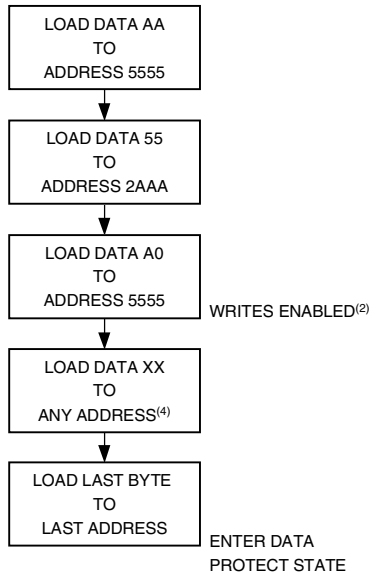 LOAD DATA AA
TO
ADDRESS 5555
LOAD DATA 55
TO
ADDRESS 2AAA
LOAD DATA A0
TO
ADDRESS 5555
WRITES ENABLED(2)
LOAD DATA XX
TO
ANY ADDRESS(4)
LOAD LAST BYTE
TO
LAST ADDRESS
ENTER DATA
PROTECT STATE